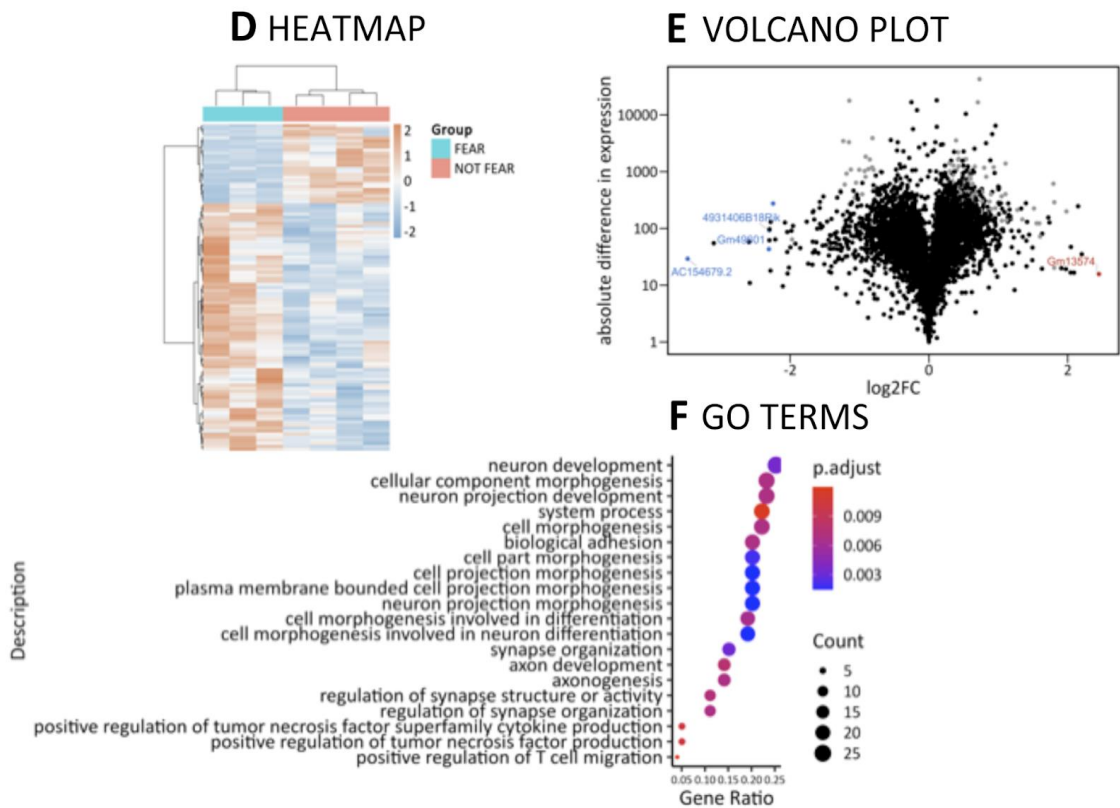 D HEATMAP
2
1
0
-1
-2
Group
FEAR
NOT FEAR
E VOLCANO PLOT
absolute difference in expression
10000
1000
100
10
1
4931406B18Rik
Gm49601
AC154679.2
Gm13574
-2
0
2
log2FC
F GO TERMS
Description
neuron development
cellular component morphogenesis
neuron projection development
system process
cell morphogenesis
biological adhesion
cell part morphogenesis
cell projection morphogenesis
plasma membrane bounded cell projection morphogenesis
neuron projection morphogenesis
cell morphogenesis involved in differentiation
cell morphogenesis involved in neuron differentiation
synapse organization
axon development
axonogenesis
regulation of synapse structure or activity
regulation of synapse organization
positive regulation of tumor necrosis factor superfamily cytokine production
positive regulation of tumor necrosis factor production
positive regulation of T cell migration
0.05 0.10 0.15 0.20 0.25
Gene Ratio
p.adjust
0.009
0.006
0.003
Count
5
10
15
20
25